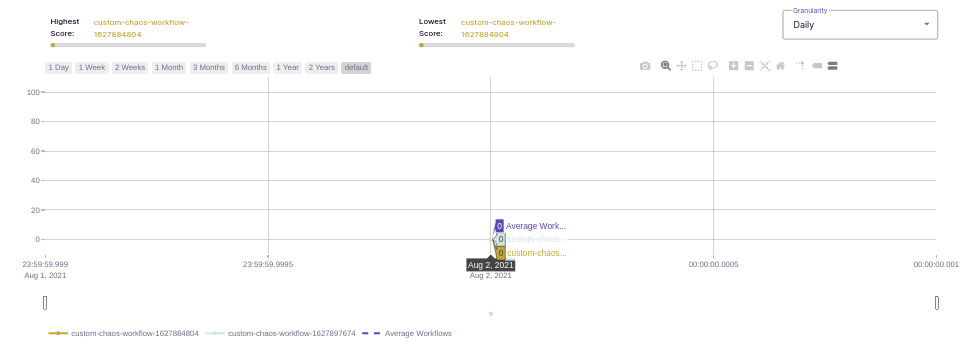 Highest Score:
custom-chaos-workflow-
1627884804
Lowest Score:
custom-chaos-workflow-
1627884804
Granularity
Daily
1 Day
1 Week
2 Weeks
1 Month
3 Months
6 Months
1 Year
2 Years
default
100
80
60
40
20
0
0 Average Work...
0 custom-chaos...
0 custom-chaos...
Aug 2, 2021
23:59:59.999
Aug 1, 2021
23:59:59.9995
Aug 2, 2021
00:00:00.0005
00:00:00.001
custom-chaos-workflow-1627884804
custom-chaos-workflow-1627897674
Average Workflows